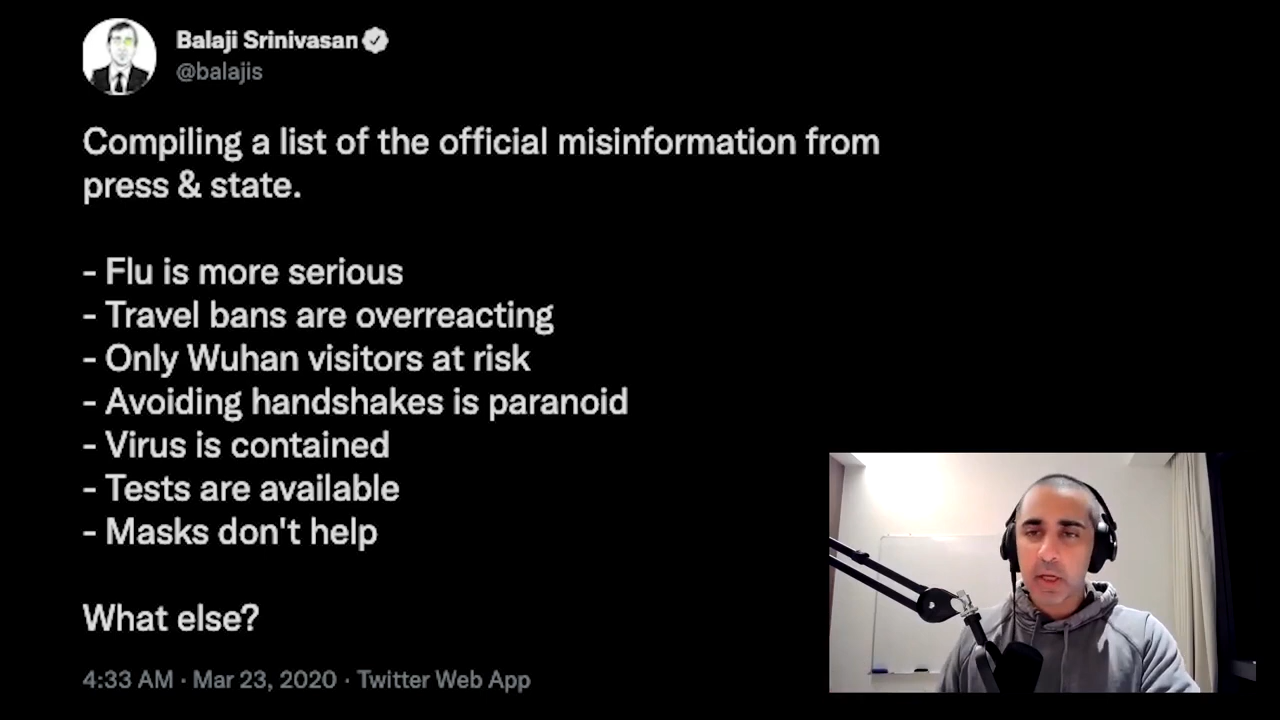 Balaji Srinivasan
@balajis
Compiling a list of the official misinformation from
press & state.
- Flu is more serious
- Travel bans are overreacting
- Only Wuhan visitors at risk
- Avoiding handshakes is paranoid
- Virus is contained
- Tests are available
- Masks don't help
What else?
4:33 AM · Mar 23, 2020 · Twitter Web App